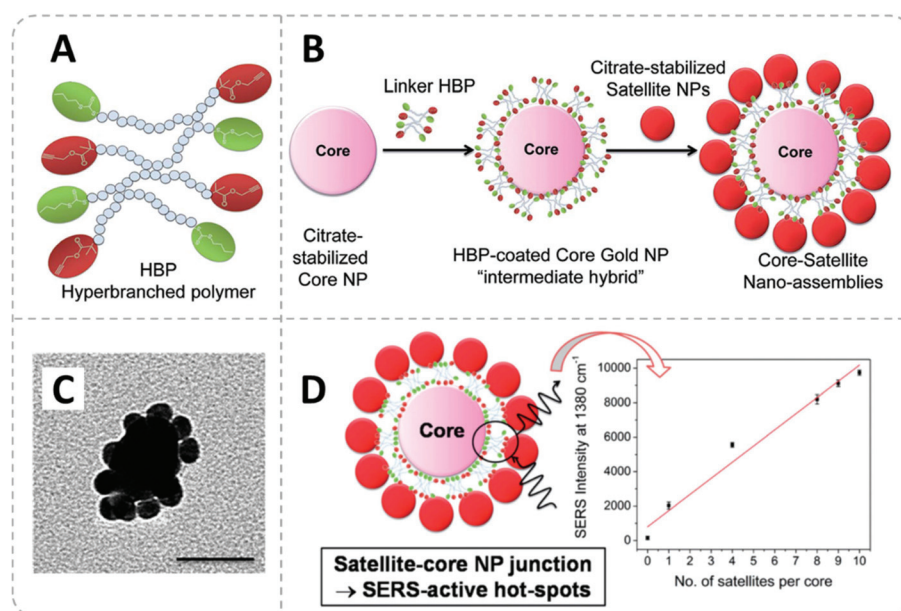 A
HBP
Hyperbranched polymer
B
Core
Citrate-
stabilized
Core NP
Linker HBP
Core
HBP-coated Core Gold NP
“intermediate hybrid”
Citrate-stabilized
Satellite NPs
Core
Core-Satellite
Nano-assemblies
C
D
Core
Satellite-core NP junction
→ SERS-active hot-spots
SERS Intensity at 1380 cm⁻¹
10000
8000
6000
4000
2000
0
0 1 2 3 4 5 6 7 8 9 10
No. of satellites per core